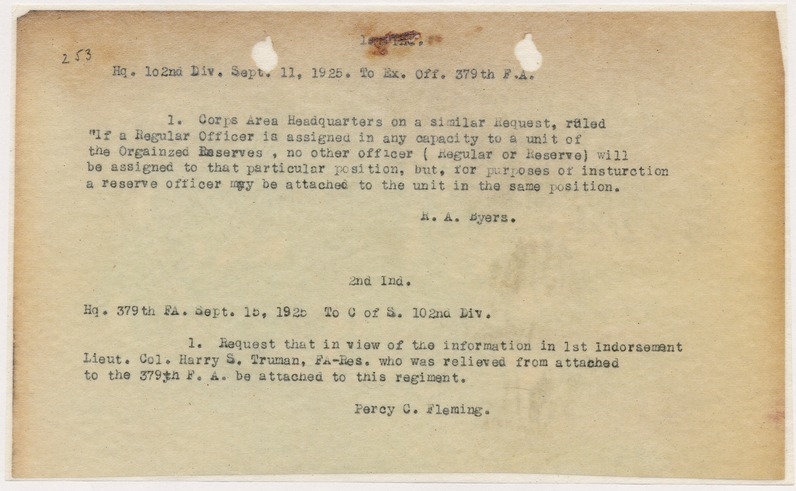 253
Hq. 102nd Div. Sept. 11, 1925. To Ex. Off. 379th F.A.
1. Corps Area Headquarters on a similar Request, ruled
"If a Regular Officer is assigned in any capacity to a unit of
the Orgainzed Reserves , no other officer ( Regular or Reserve) will
be assigned to that particular position, but, for purposes of insturction
a reserve officer may be attached to the unit in the same position.
R. A. Byers.
2nd Ind.
Hq. 379th FA. Sept. 15, 1925 To C of S. 102nd Div.
1. Request that in view of the information in 1st Indorsement
Lieut. Col. Harry S. Truman, FA-Res. who was relieved from attached
to the 379th F. A. be attached to this regiment.
Percy C. Fleming.